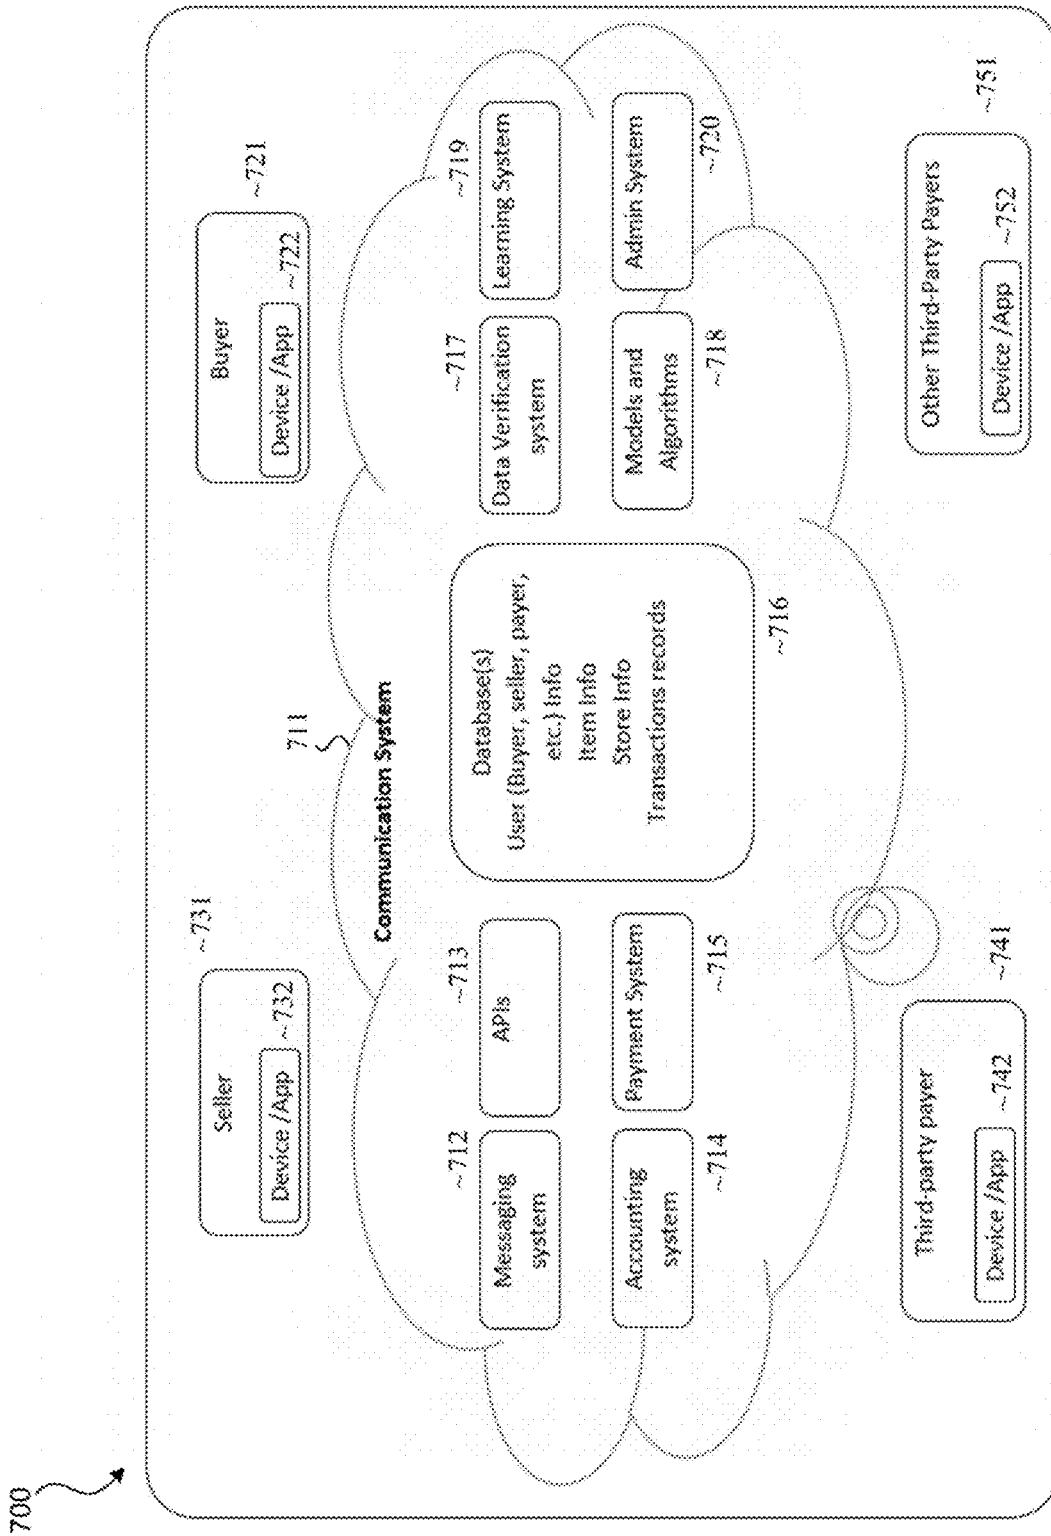 700
Seller
~731
Device /App
~732
Buyer
~721
Device /App
~722
711
Communication System
Messaging
system
~712
APIs
~713
Database(s)
User (Buyer, seller, payer,
etc.) Info
Item Info
Store Info
Transactions records
~716
Data Verification
system
~717
Learning System
~719
Accounting
system
~714
Payment System
~715
Models and
Algorithms
~718
Admin System
~720
Third-party payer
~741
Device /App
~742
Other Third-Party Payers
~751
Device /App
~752